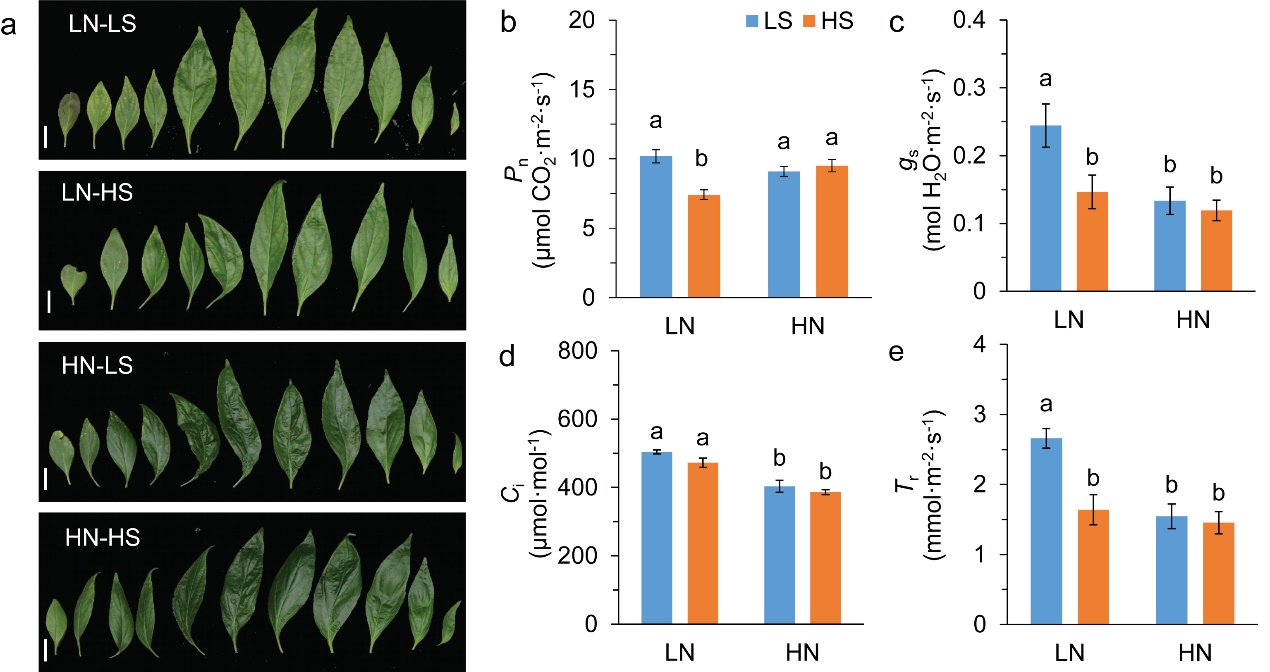 a
LN-LS
LN-HS
HN-LS
HN-HS
b
LS HS
20
15
10
5
0
Pn
(μmol CO2·m-2·s-1)
a
b
a
a
LN HN
c
0.4
0.3
0.2
0.1
0
gs
(mol H2O·m-2·s-1)
a
b
b
b
LN HN
d
800
600
400
200
0
Ci
(μmol·mol-1)
a
a
b
b
LN HN
e
4
3
2
1
0
Tr
(mmol·m-2·s-1)
a
b
b
b
LN HN